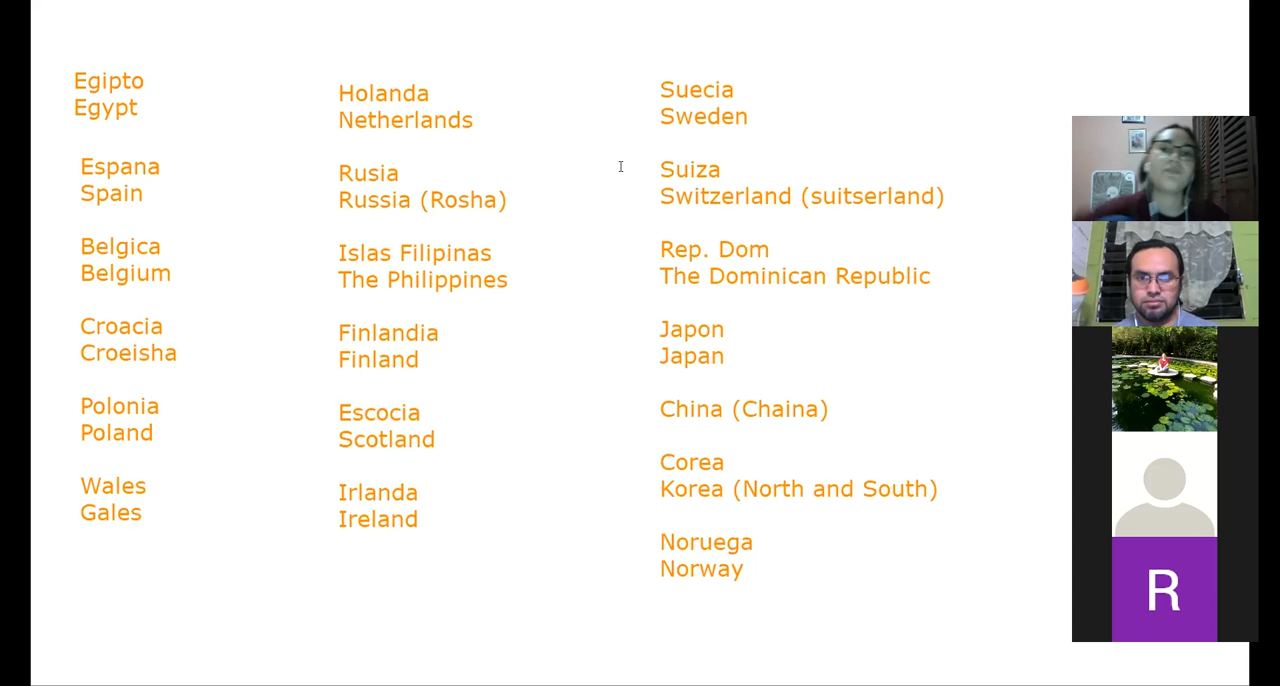 Egipto
Egypt
Espana
Spain
Belgica
Belgium
Croacia
Croeisha
Polonia
Poland
Wales
Gales
Holanda
Netherlands
Rusia
Russia (Rosha)
Islas Filipinas
The Philippines
Finlandia
Finland
Escocia
Scotland
Irlanda
Ireland
Suecia
Sweden
Suiza
Switzerland (suitserland)
Rep. Dom
The Dominican Republic
Japon
Japan
China (Chaina)
Corea
Korea (North and South)
Noruega
Norway
R